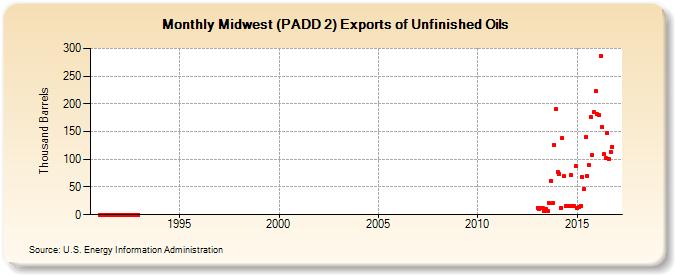 Monthly Midwest (PADD 2) Exports of Unfinished Oils
Thousand Barrels
300
250
200
150
100
50
0
1995 2000 2005 2010 2015
Source: U.S. Energy Information Administration